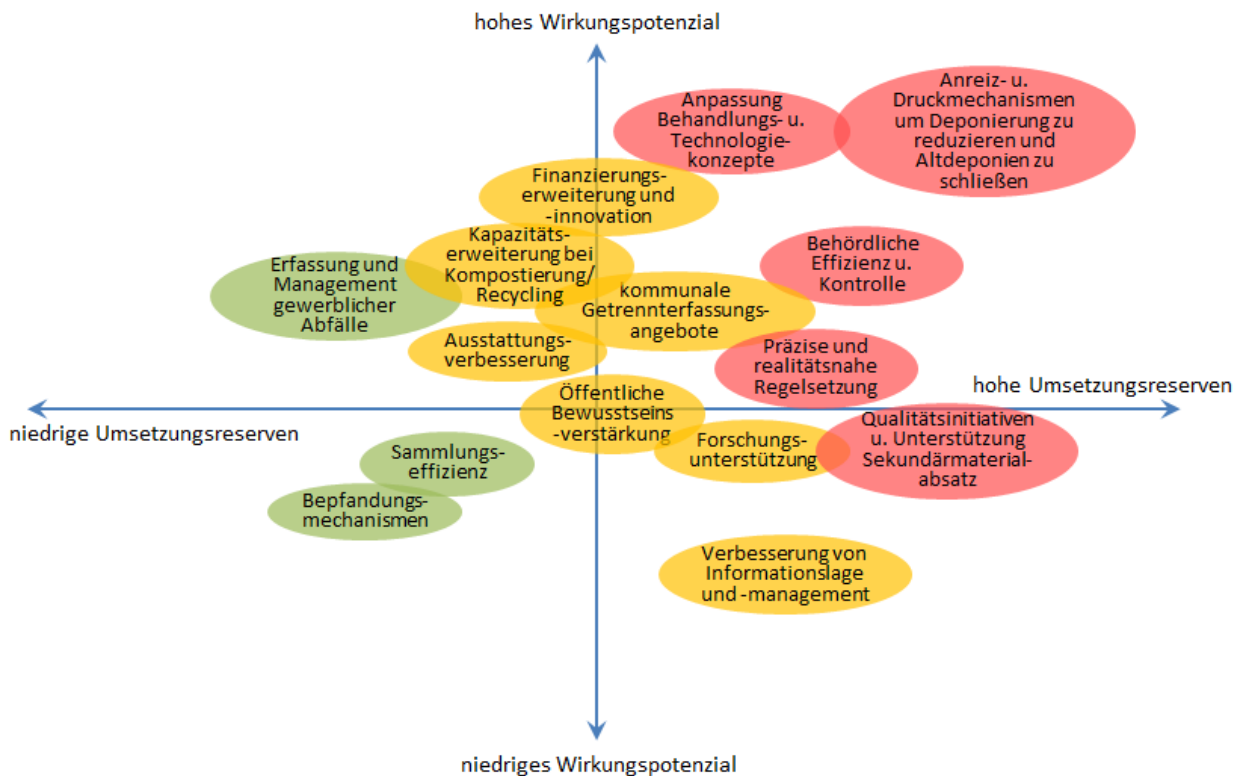 hohes Wirkungspotenzial
Anpassung
Behandlungs- u.
Technologie-
konzepte
Anreiz- u.
Druckmechanismen
um Deponierung zu
reduzieren und
Altdeponien zu
schließen
Finanzierungs-
erweiterung und
-innovation
Kapazitäts-
erweiterung bei
Kompostierung/
Recycling
Behördliche
Effizienz u.
Kontrolle
Erfassung und
Management
gewerblicher
Abfälle
kommunale
Getrennterfassungs-
angebote
Ausstattungs-
verbesserung
Präzise und
realitätsnahe
Regelsetzung
hohe Umsetzungsreserven
niedrige Umsetzungsreserven
Öffentliche
Bewusstseins
-verstärkung
Qualitätsinitiativen
u. Unterstützung
Sekundärmaterial-
absatz
Forschungs-
unterstützung
Sammlungs-
effizienz
Bepfandungs-
mechanismen
Verbesserung von
Informationslage
und -management
niedriges Wirkungspotenzial